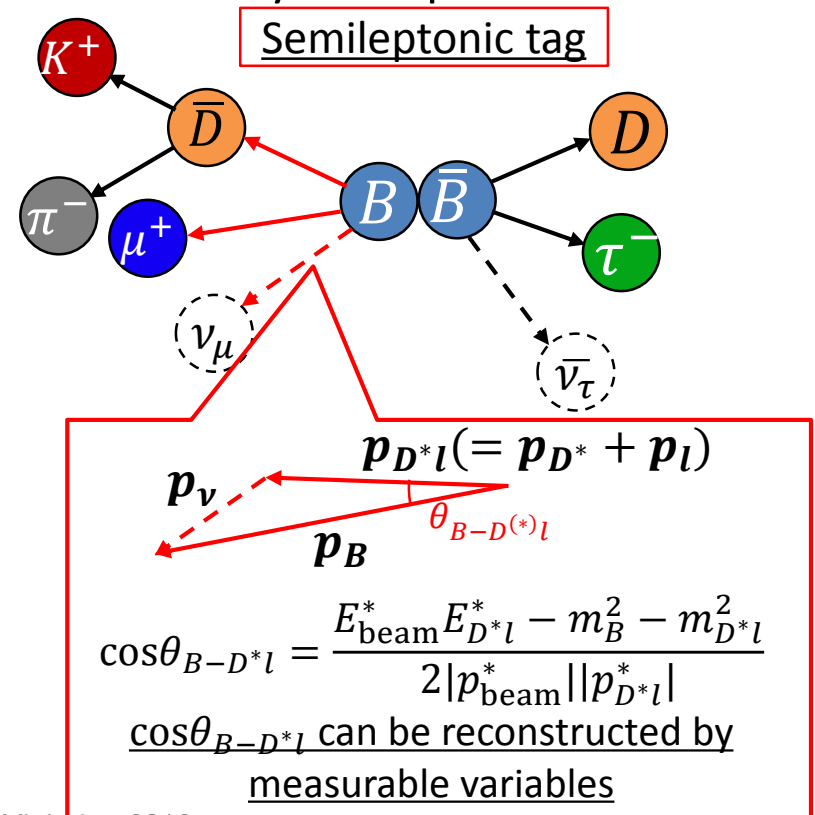 Semileptonic tag
K⁺
D̅
D
π⁻
μ⁺
B
B̅
τ⁻
ν_μ
ν̅_τ
p_{D*l}(= p_{D*} + p_l)
p_ν
θ_{B−D^(*)l}
p_B
cosθ_{B−D*l} = (E*_beam E*_{D*l} − m_B² − m²_{D*l}) / (2|p*_beam||p*_{D*l}|)
cosθ_{B−D*l} can be reconstructed by
measurable variables